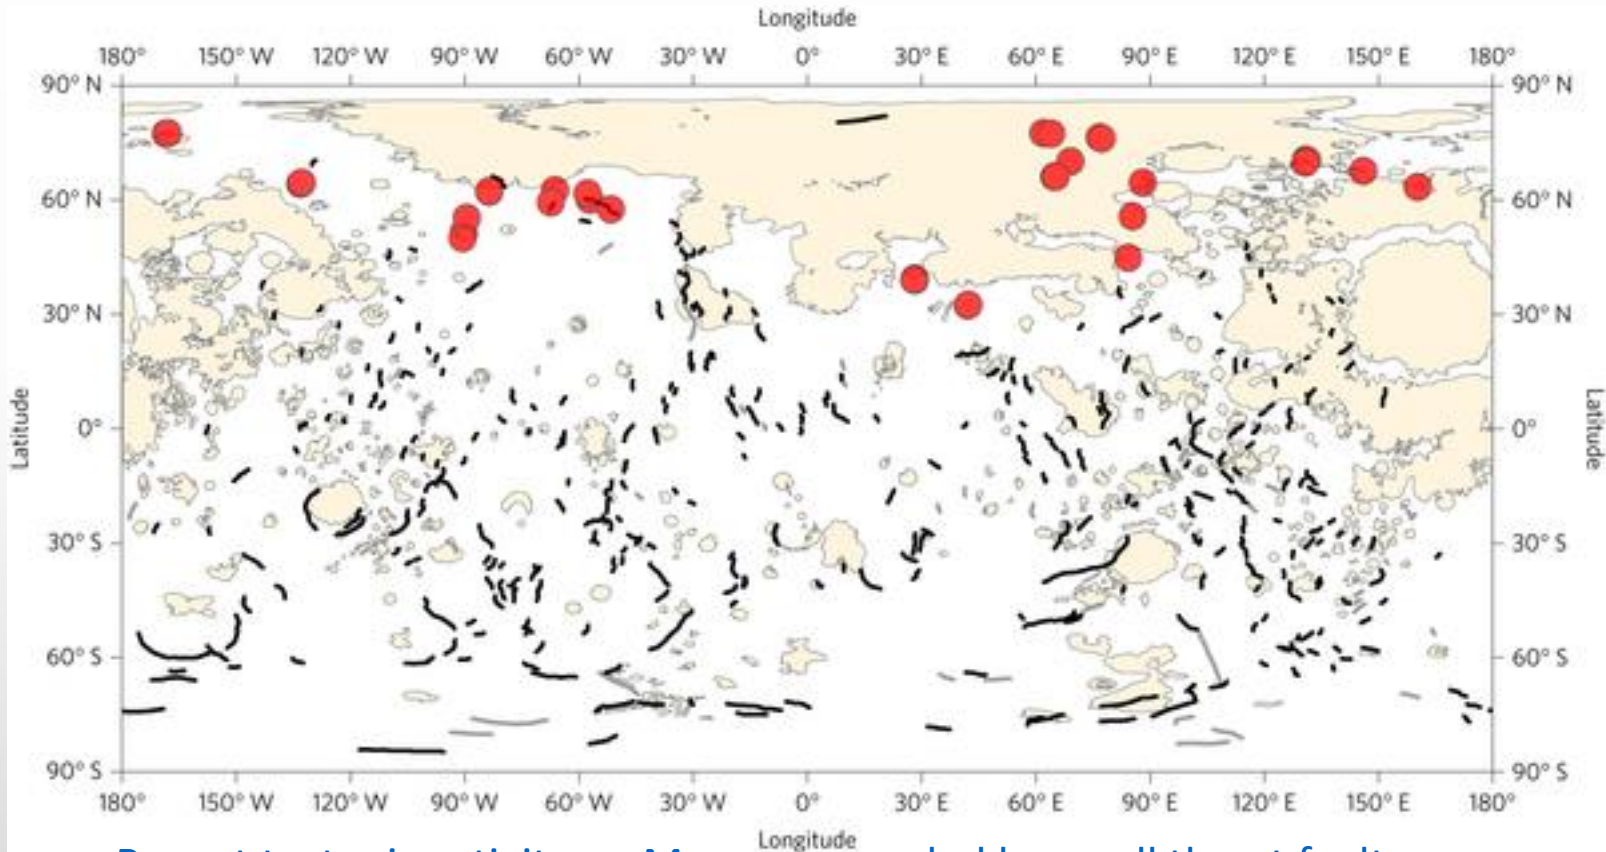 Longitude
180° 150° W 120° W 90° W 60° W 30° W 0° 30° E 60° E 90° E 120° E 150° E 180°
90° N 90° N
60° N 60° N
30° N 30° N
Latitude 0° 0° Latitude
30° S 30° S
60° S 60° S
90° S 90° S
180° 150° W 120° W 90° W 60° W 30° W 0° 30° E 60° E 90° E 120° E 150° E 180°
Longitude